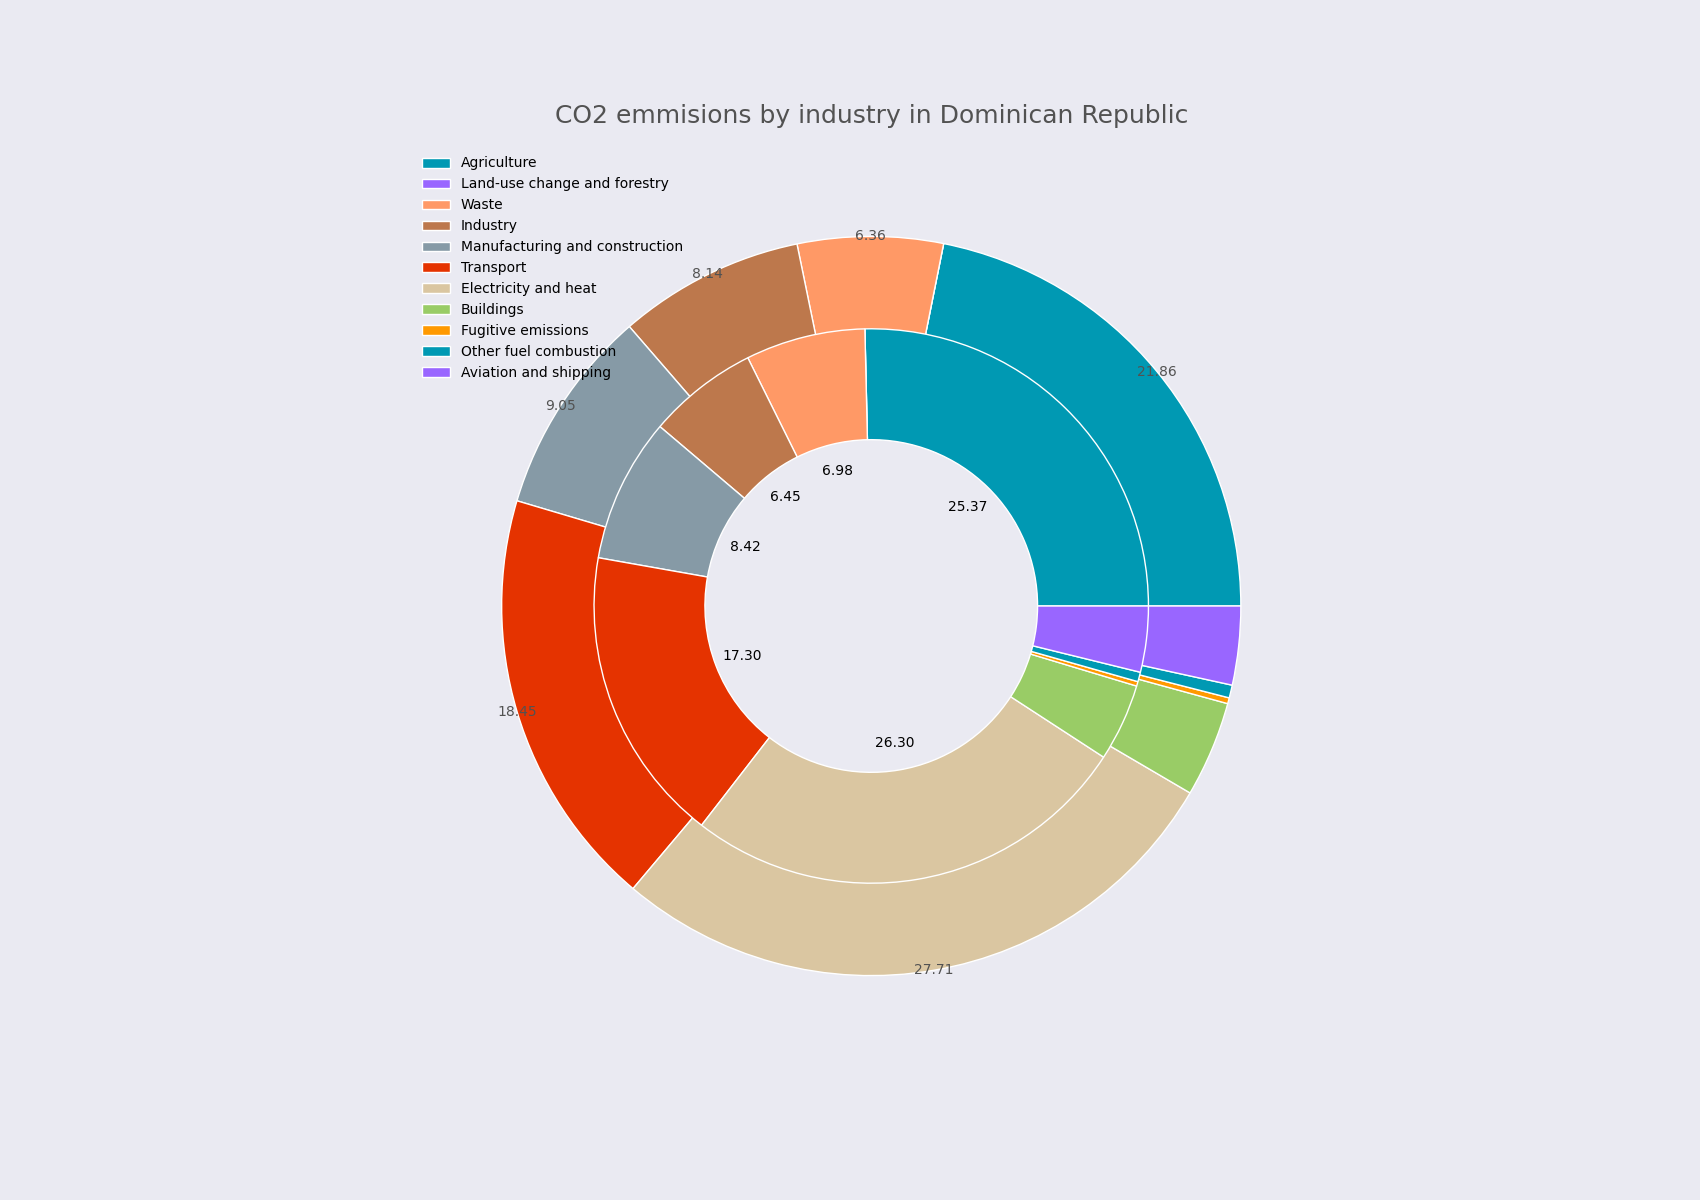 CO2 emmisions by industry in Dominican Republic
Agriculture
Land-use change and forestry
Waste
Industry
Manufacturing and construction
Transport
Electricity and heat
Buildings
Fugitive emissions
Other fuel combustion
Aviation and shipping
6.36
8.14
21.86
9.05
6.98
6.45
25.37
8.42
17.30
18.45
26.30
27.71